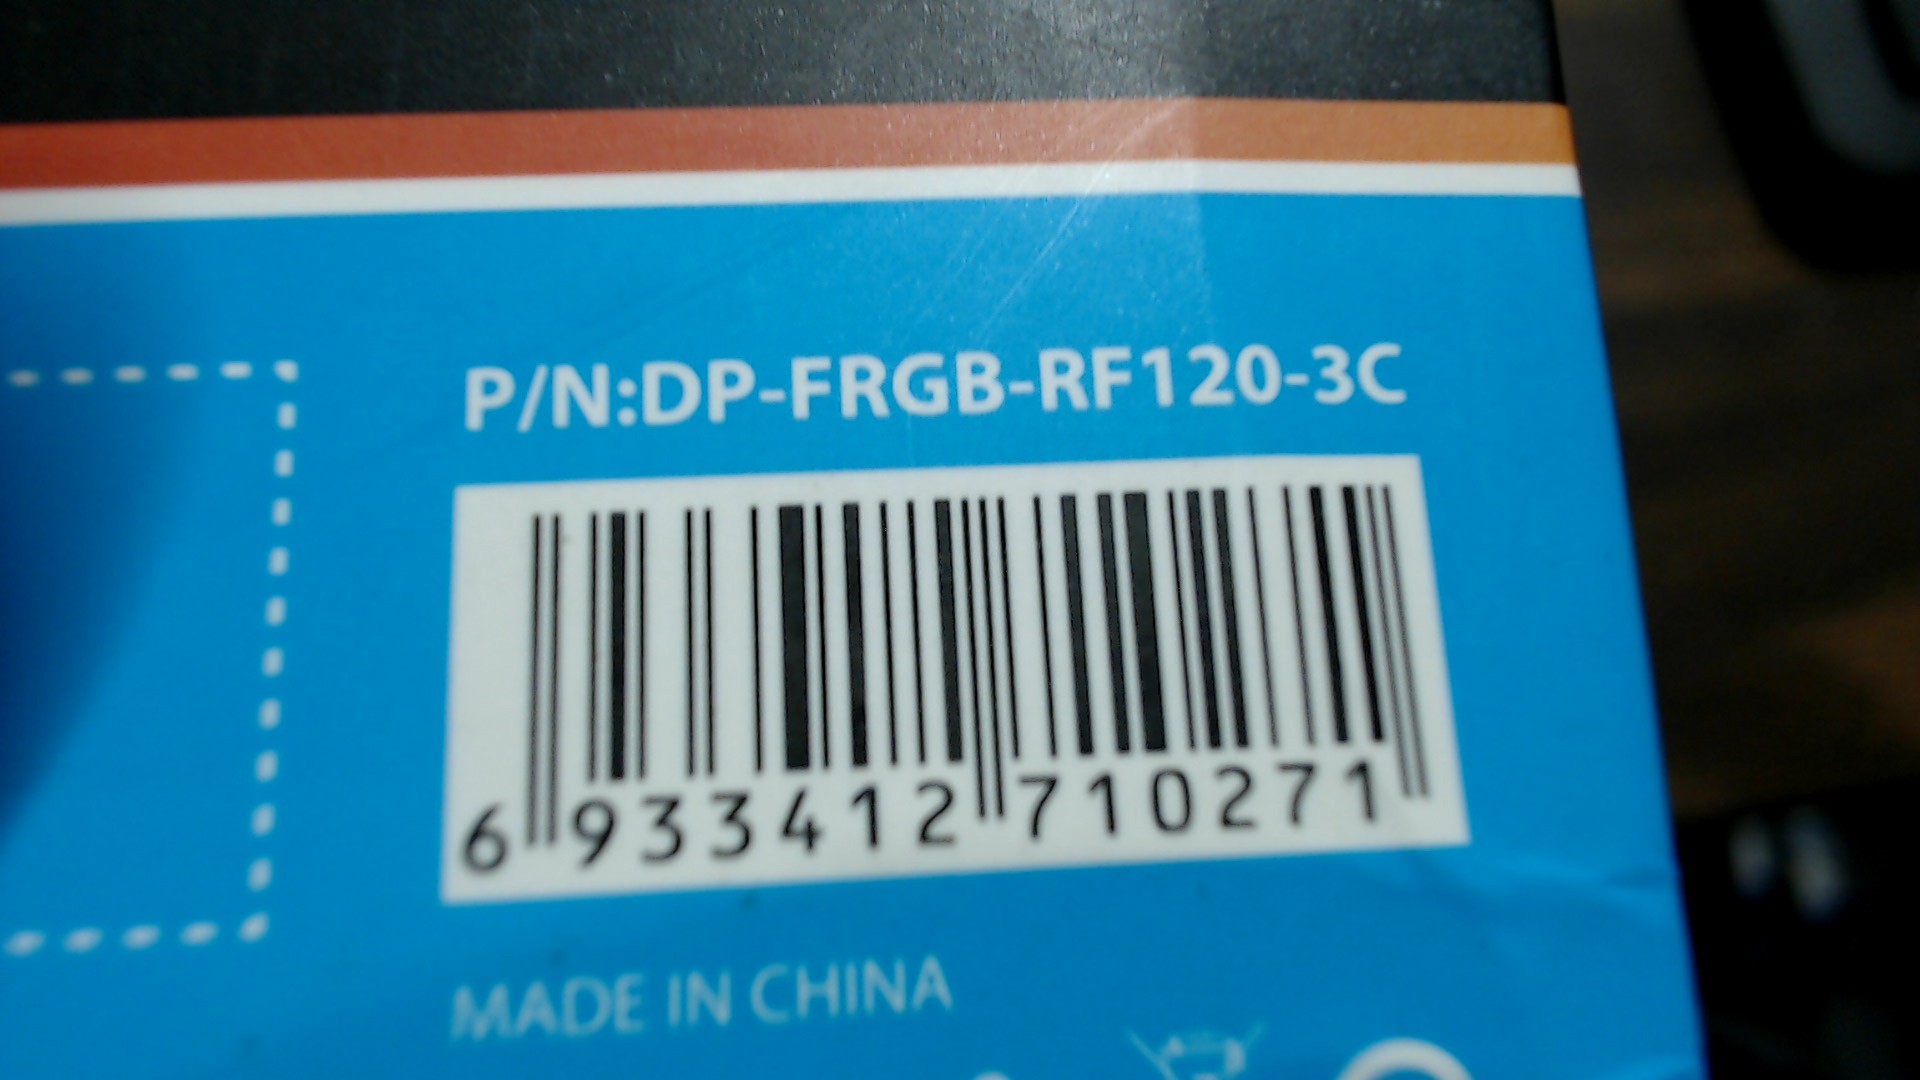 P/N:DP-FRGB-RF120-3C
6 933412 710271
MADE IN CHINA